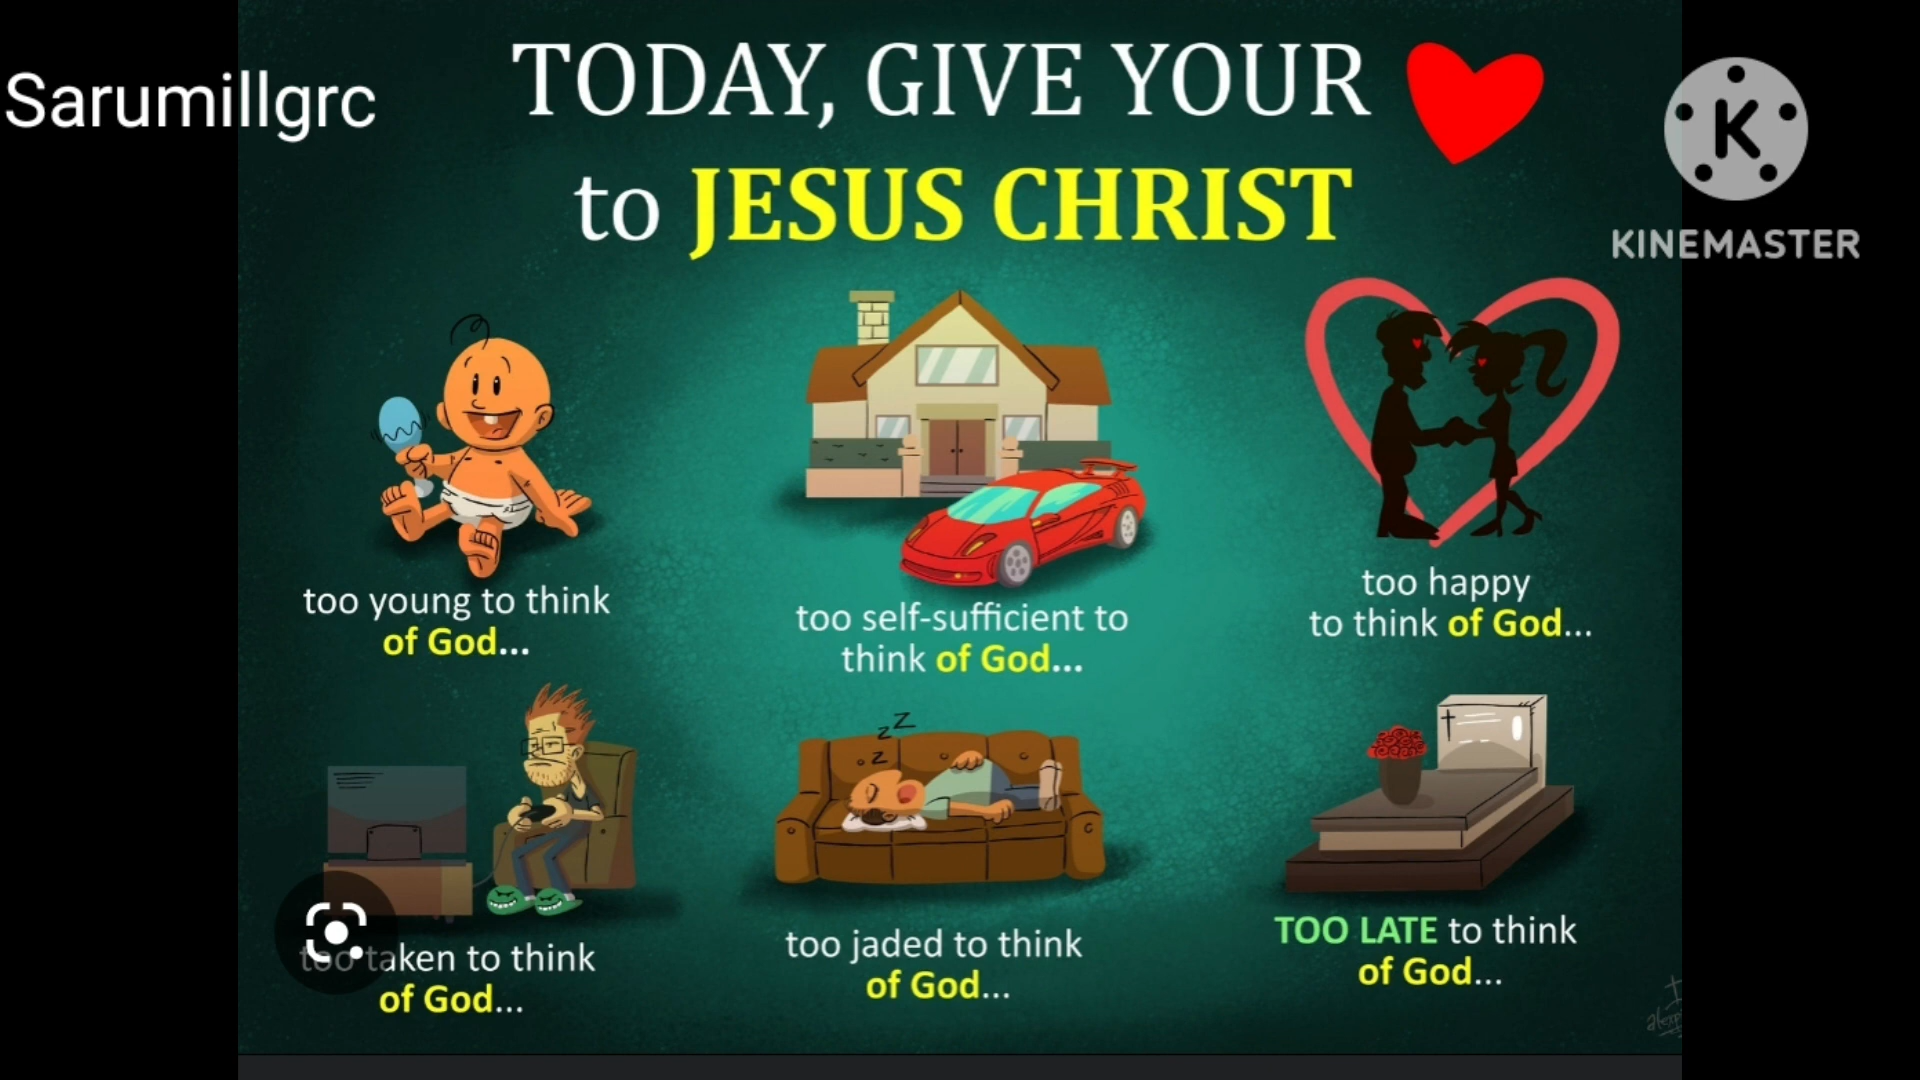 Sarumillgrc
TODAY, GIVE YOUR
to JESUS CHRIST
K
KINEMASTER
too young to think
of God...
too self-sufficient to
think of God...
too happy
to think of God...
zzZ
too taken to think
of God...
too jaded to think
of God...
TOO LATE to think
of God...